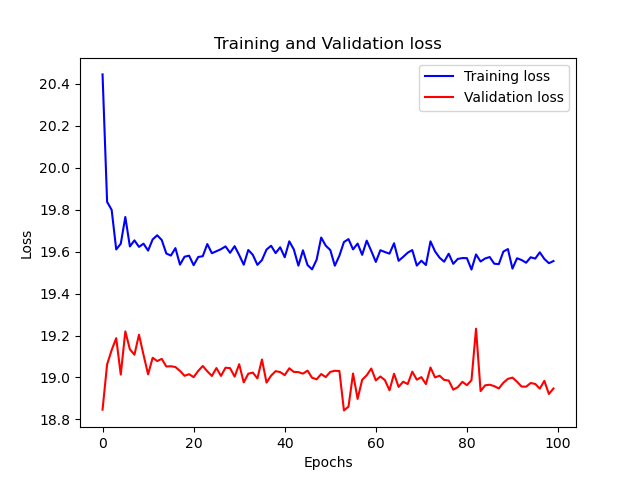 Training and Validation loss
Training loss
Validation loss
Loss
20.4
20.2
20.0
19.8
19.6
19.4
19.2
19.0
18.8
0 20 40 60 80 100
Epochs